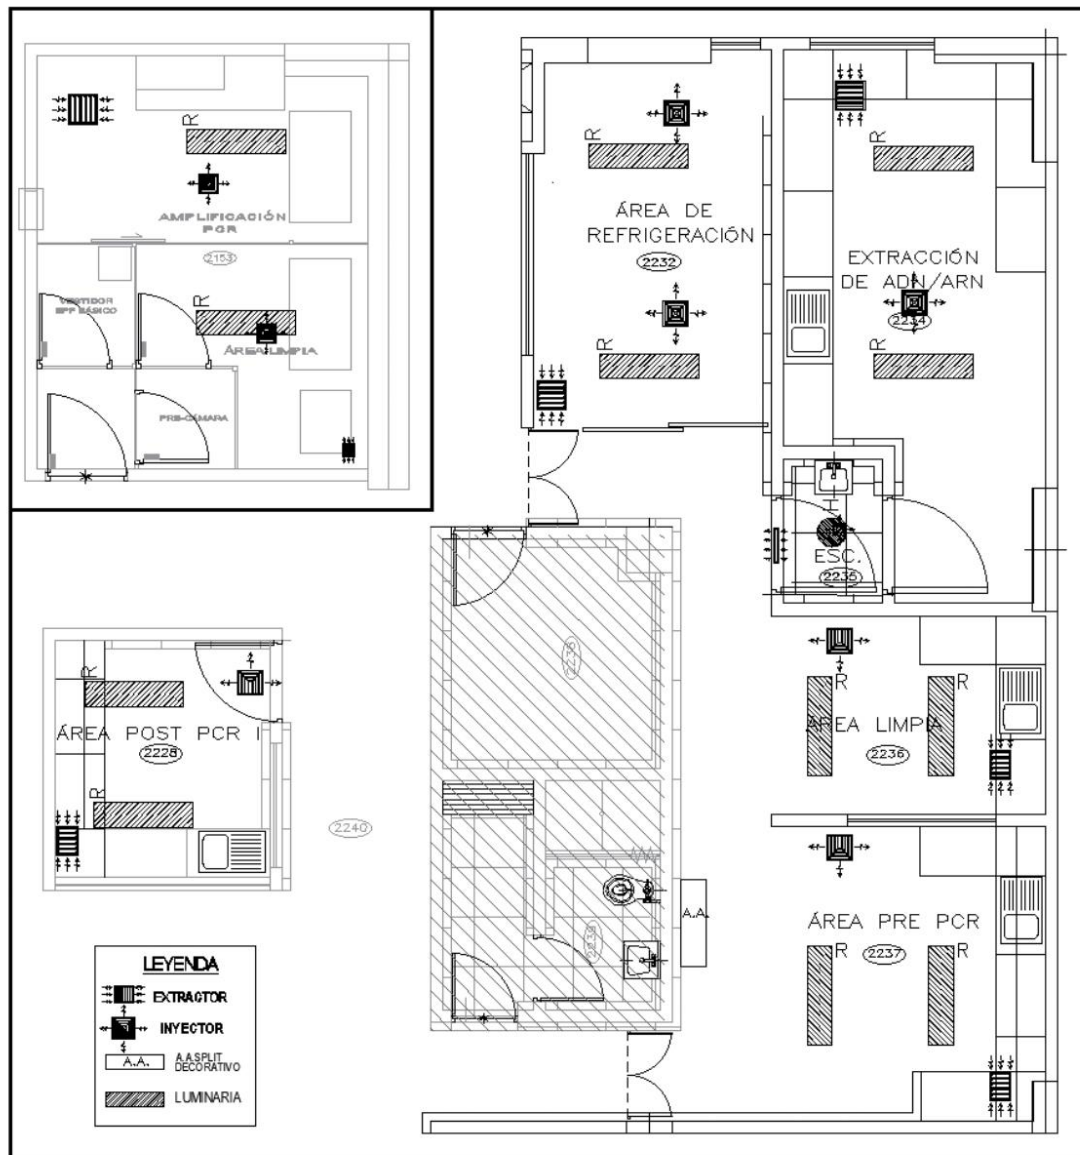 R
AMPLIFICACIÓN
PCR
2153
VESTIDOR
EPP BÁSICO
R
ÁREA LIMPIA
PRE-CÁMARA
R
ÁREA DE
REFRIGERACIÓN
2232
R
R
EXTRACCIÓN
DE ADN/ARN
2234
R
ESC.
2235
2238
R
ÁREA POST PCR I
2228
R
2240
R
R
ÁREA LIMPIA
2236
A.A.
ÁREA PRE PCR
R
R
2237
LEYENDA
EXTRACTOR
INYECTOR
A.A.
A.A.SPLIT
DECORATIVO
LUMINARIA